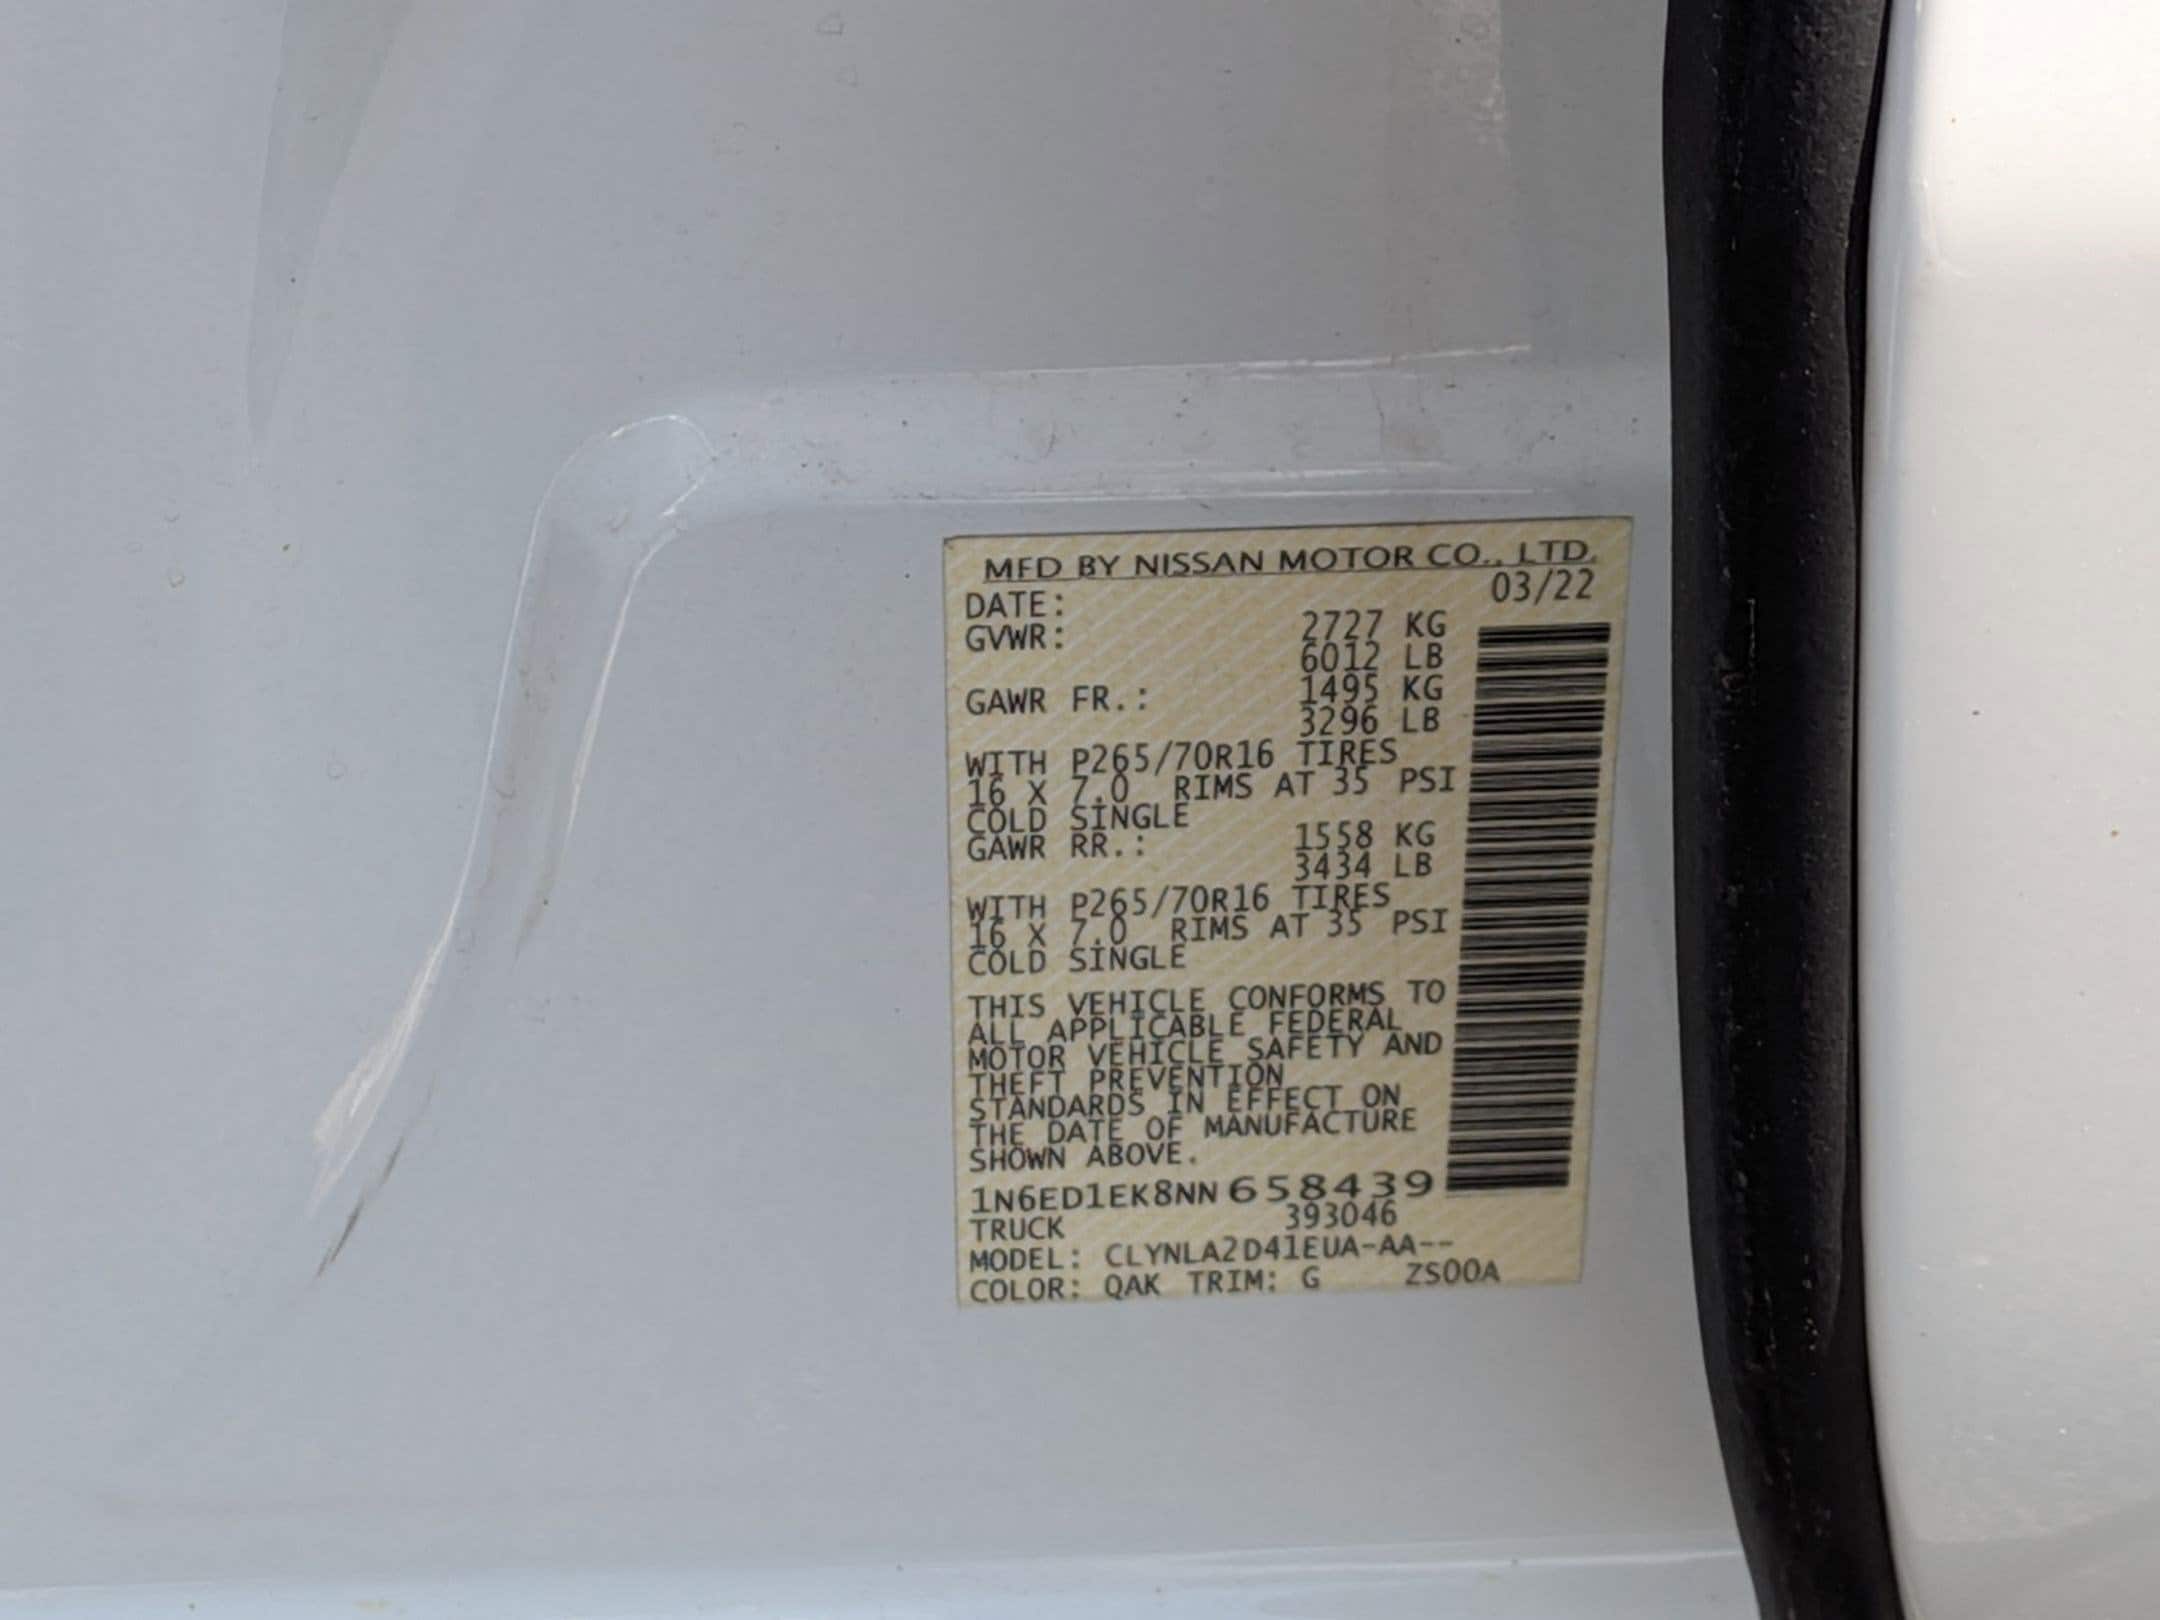 MFD BY NISSAN MOTOR CO., LTD.
DATE: 03/22
GVWR: 2727 KG
6012 LB
GAWR FR.: 1495 KG
3296 LB
WITH P265/70R16 TIRES
16 X 7.0 RIMS AT 35 PSI
COLD SINGLE
GAWR RR.: 1558 KG
3434 LB
WITH P265/70R16 TIRES
16 X 7.0 RIMS AT 35 PSI
COLD SINGLE
THIS VEHICLE CONFORMS TO
ALL APPLICABLE FEDERAL
MOTOR VEHICLE SAFETY AND
THEFT PREVENTION
STANDARDS IN EFFECT ON
THE DATE OF MANUFACTURE
SHOWN ABOVE.
1N6ED1EK8NN658439
TRUCK 393046
MODEL: CLYNLA2D41EUA-AA--
COLOR: QAK TRIM: G ZS00A